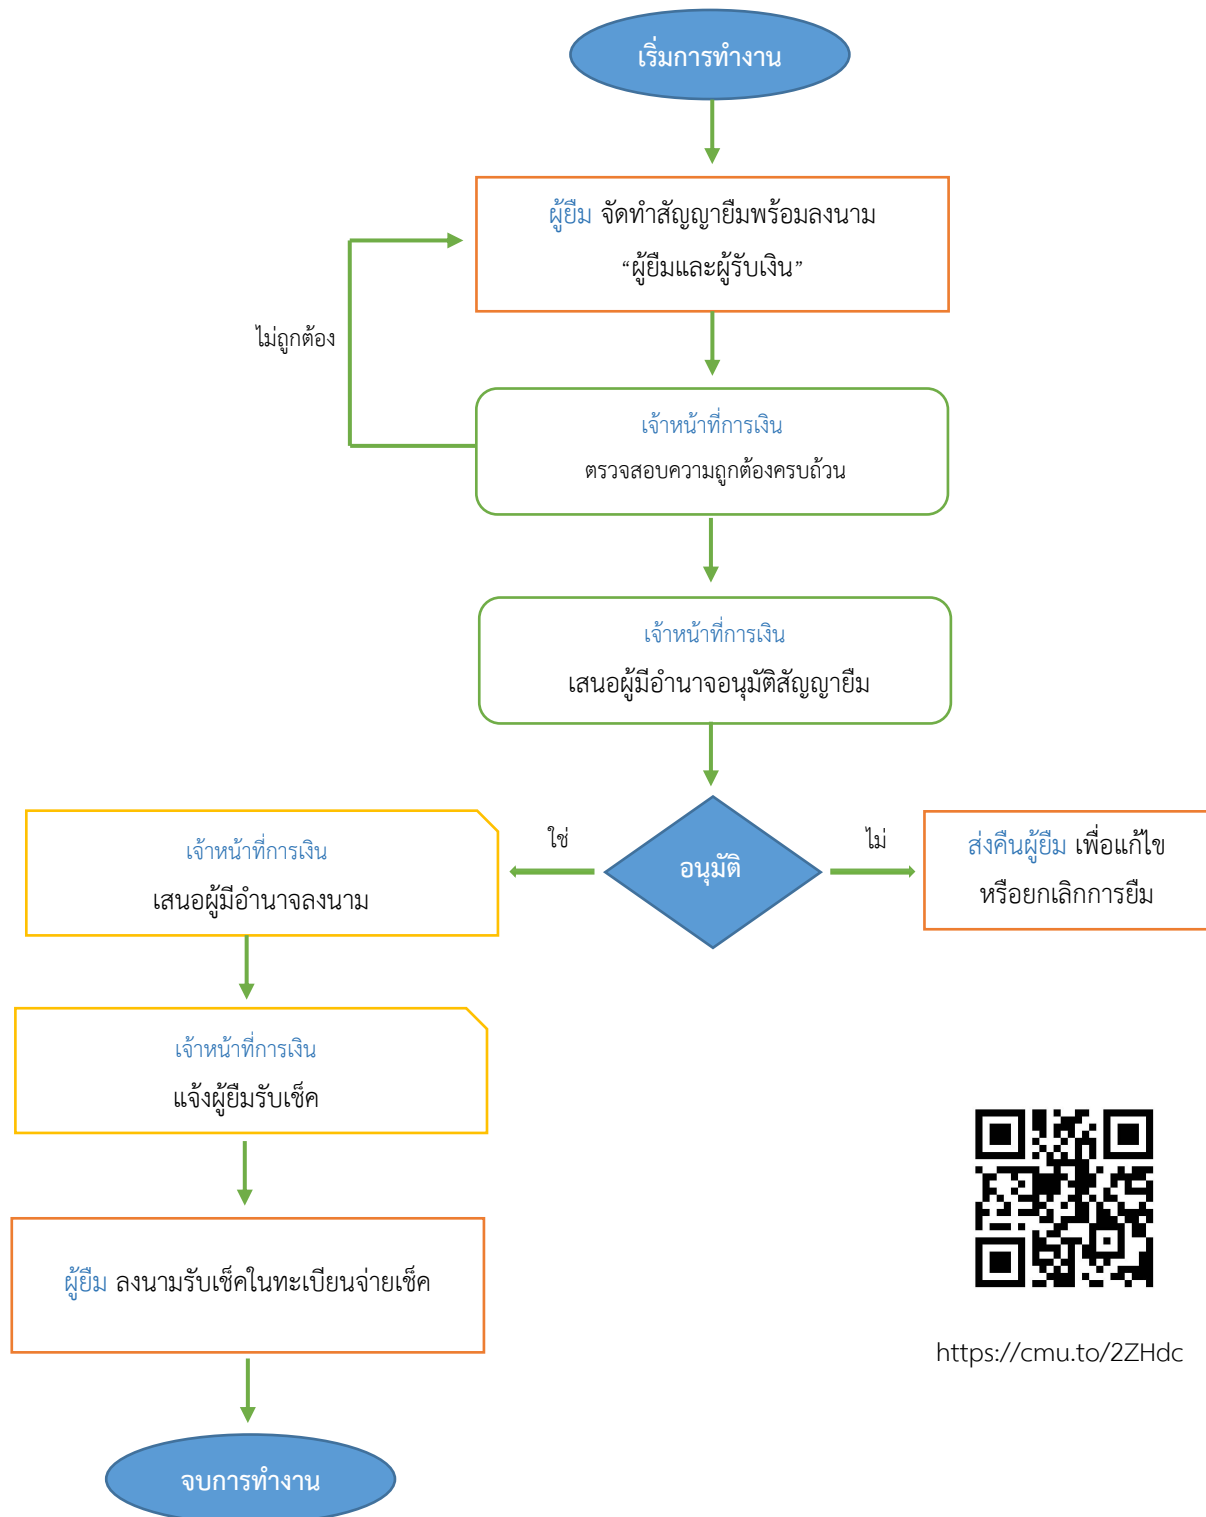 เริ่มการทำงาน
ผู้ยืม จัดทำสัญญายืมพร้อมลงนาม
“ผู้ยืมและผู้รับเงิน”
ไม่ถูกต้อง
เจ้าหน้าที่การเงิน
ตรวจสอบความถูกต้องครบถ้วน
เจ้าหน้าที่การเงิน
เสนอผู้มีอำนาจอนุมัติสัญญายืม
อนุมัติ
ใช่
ไม่
เจ้าหน้าที่การเงิน
เสนอผู้มีอำนาจลงนาม
ส่งคืนผู้ยืม เพื่อแก้ไข
หรือยกเลิกการยืม
เจ้าหน้าที่การเงิน
แจ้งผู้ยืมรับเช็ค
ผู้ยืม ลงนามรับเช็คในทะเบียนจ่ายเช็ค
https://cmu.to/2ZHdc
จบการทำงาน